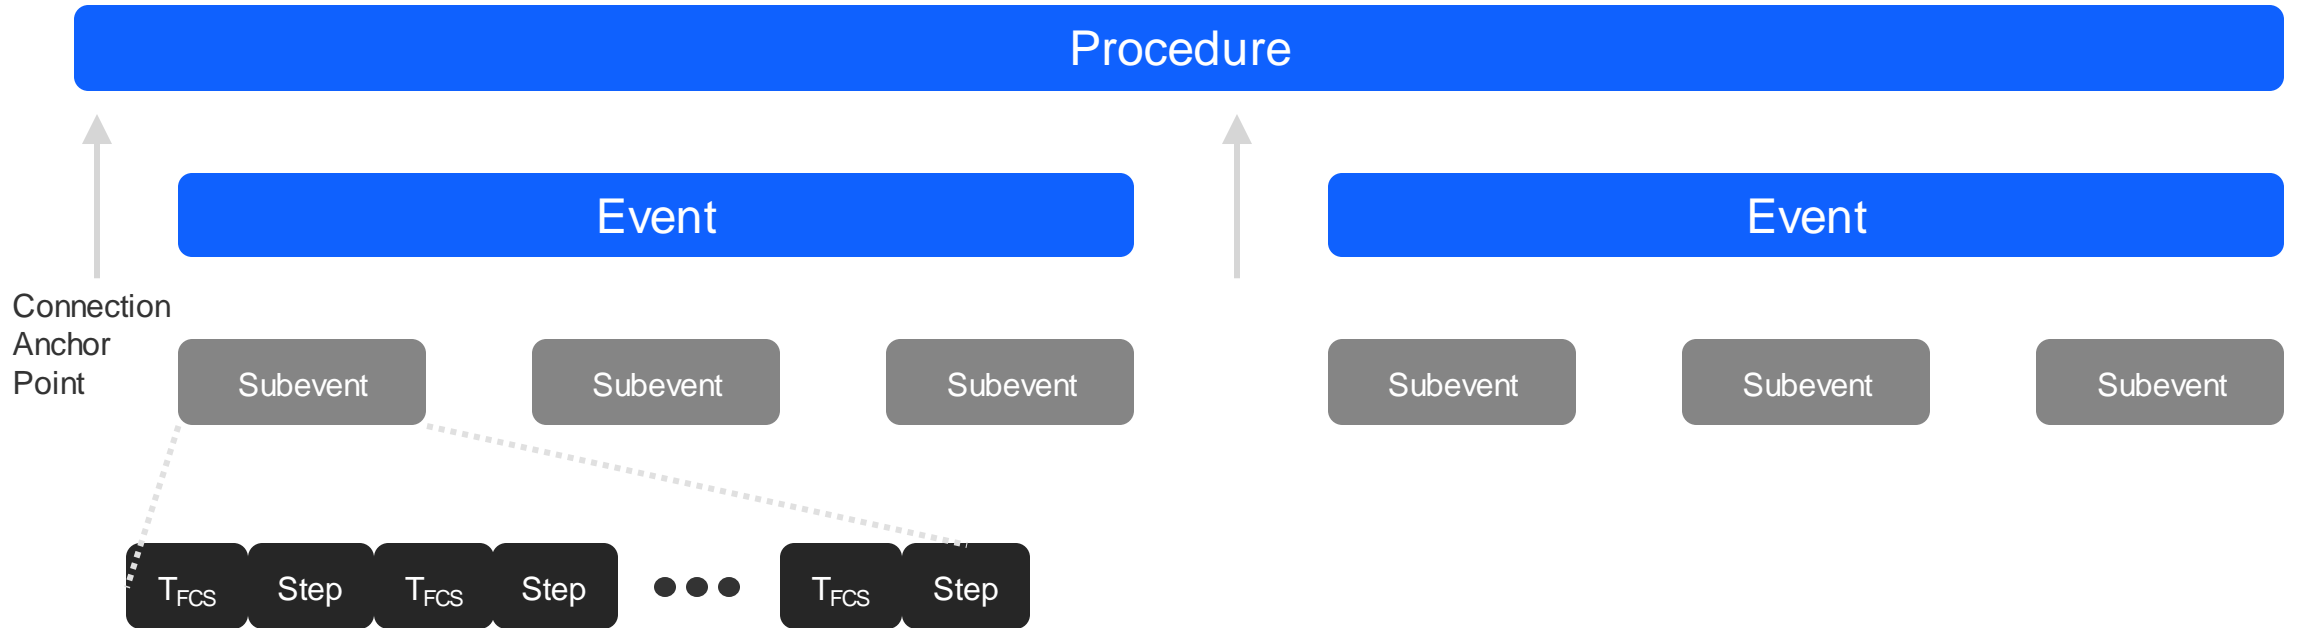 Procedure
Event
Event
Connection
Anchor
Point
Subevent
Subevent
Subevent
Subevent
Subevent
Subevent
TFCS
Step
TFCS
Step
TFCS
Step